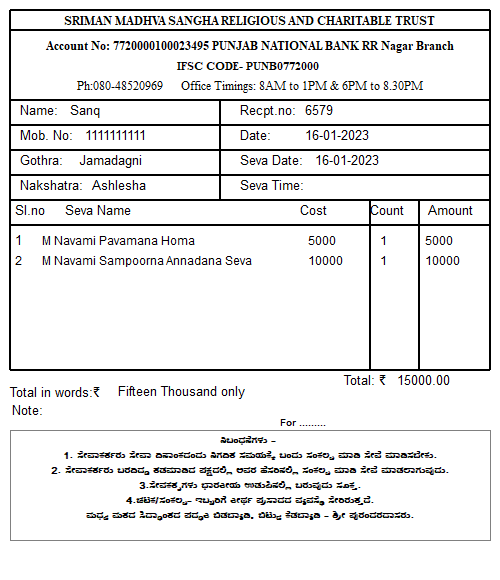 SRIMAN MADHVA SANGHA RELIGIOUS AND CHARITABLE TRUST
Account No: 7720000100023495 PUNJAB NATIONAL BANK RR Nagar Branch
IFSC CODE- PUNB0772000
Ph:080-48520969 Office Timings: 8AM to 1PM & 6PM to 8.30PM
Name: Sanq Recpt.no: 6579
Mob. No: 1111111111 Date: 16-01-2023
Gothra: Jamadagni Seva Date: 16-01-2023
Nakshatra: Ashlesha Seva Time:
Sl.no Seva Name Cost Count Amount
1 M Navami Pavamana Homa 5000 1 5000
2 M Navami Sampoorna Annadana Seva 10000 1 10000
Total: ₹ 15000.00
Total in words:₹ Fifteen Thousand only
Note:
For .........
ನಿಬಂಧನೆಗಳು -
1. ಸೇವಾಕರ್ತರು ಸೇವಾ ದಿನಾಂಕದಂದು ನಿಗದಿತ ಸಮಯಕ್ಕೆ ಬಂದು ಸಂಕಲ್ಪ ಮಾಡಿ ಸೇವೆ ಮಾಡಿಸಬೇಕು.
2. ಸೇವಾಕರ್ತರು ಬರದಿದ್ದ ತಡಮಾಡಿದ ಪಕ್ಷದಲ್ಲಿ ಅವರ ಹೆಸರಿನಲ್ಲಿ ಸಂಕಲ್ಪ ಮಾಡಿ ಸೇವೆ ಮಾಡಲಾಗುವುದು.
3.ಸೇವಕತೃಗಳು ಭಾರತೀಯ ಉಡುಪಿನಲ್ಲಿ ಬರುವುದು ಸೂಕ್ತ.
4.ಚಟಕ/ಸಂಕಲ್ಪ- ಇಬ್ಬರಿಗೆ ತೀರ್ಥ ಪ್ರಸಾದದ ವ್ಯವಸ್ಥೆ ಸೇರಿರುತ್ತದೆ.
ಮಧ್ವ ಮತದ ಸಿದ್ಧಾಂತದ ಪದ್ಧತಿ ಬಿಡಬ್ಯಾಡಿ, ಬಿಟ್ಟು ಕೆಡಬ್ಯಾಡಿ - ಶ್ರೀ ಪುರಂದರದಾಸರು.